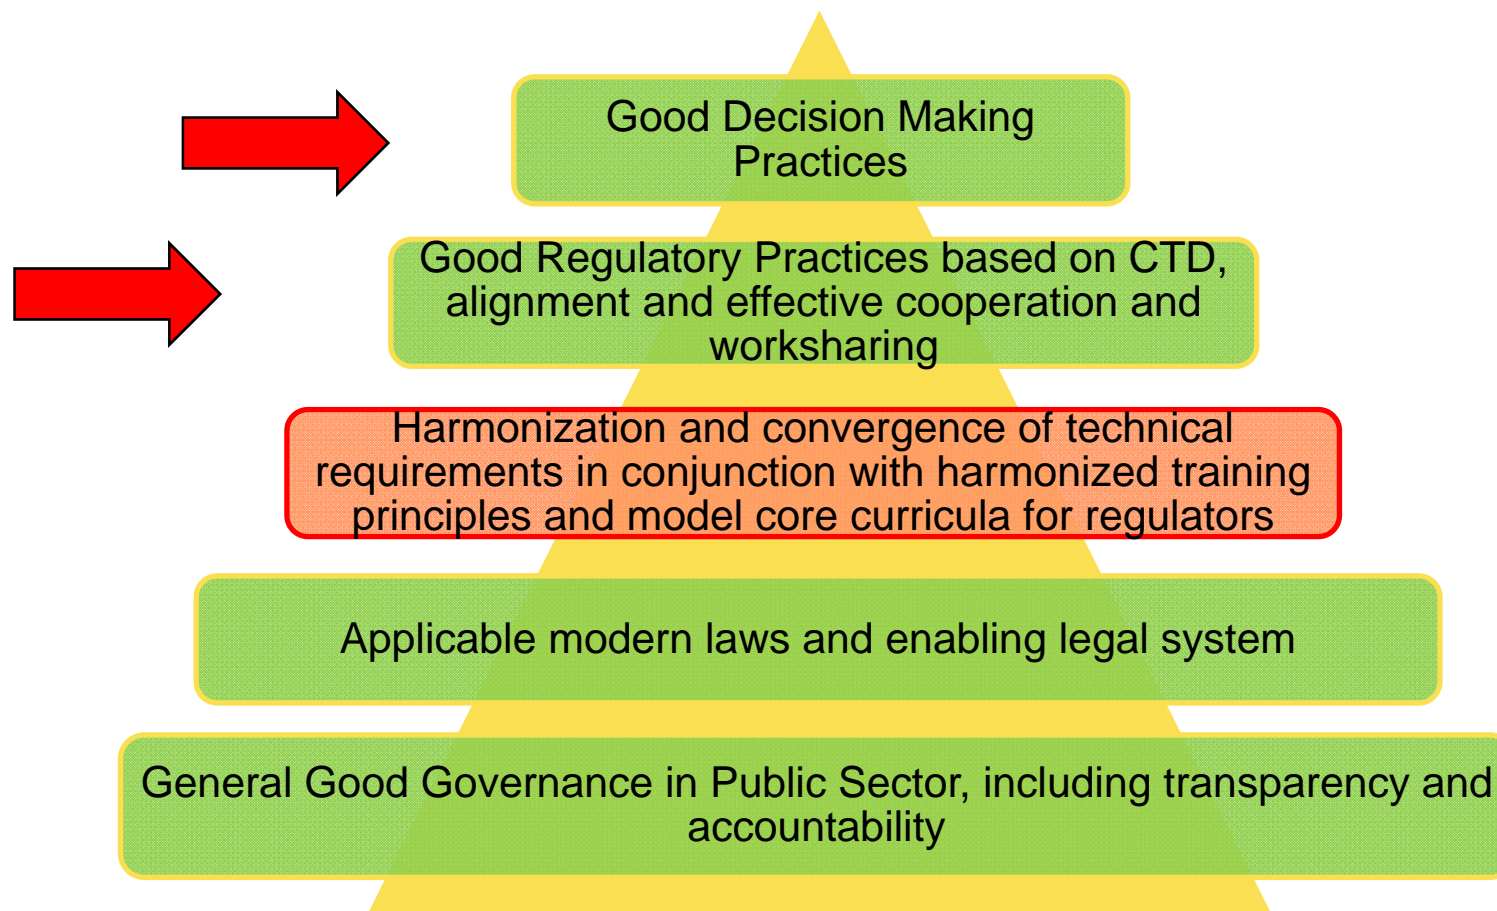 Good Decision Making
Practices
Good Regulatory Practices based on CTD,
alignment and effective cooperation and
worksharing
Harmonization and convergence of technical
requirements in conjunction with harmonized training
principles and model core curricula for regulators
Applicable modern laws and enabling legal system
General Good Governance in Public Sector, including transparency and
accountability